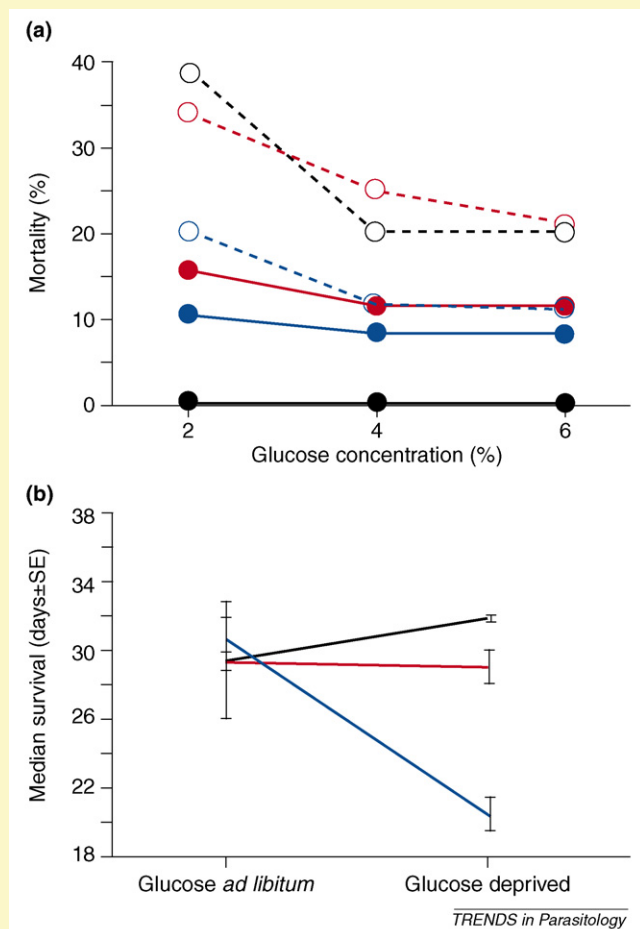 (a)
Mortality (%)
40
30
20
10
0
2 4 6
Glucose concentration (%)
(b)
Median survival (days±SE)
38
34
30
26
22
18
Glucose ad libitum Glucose deprived
TRENDS in Parasitology